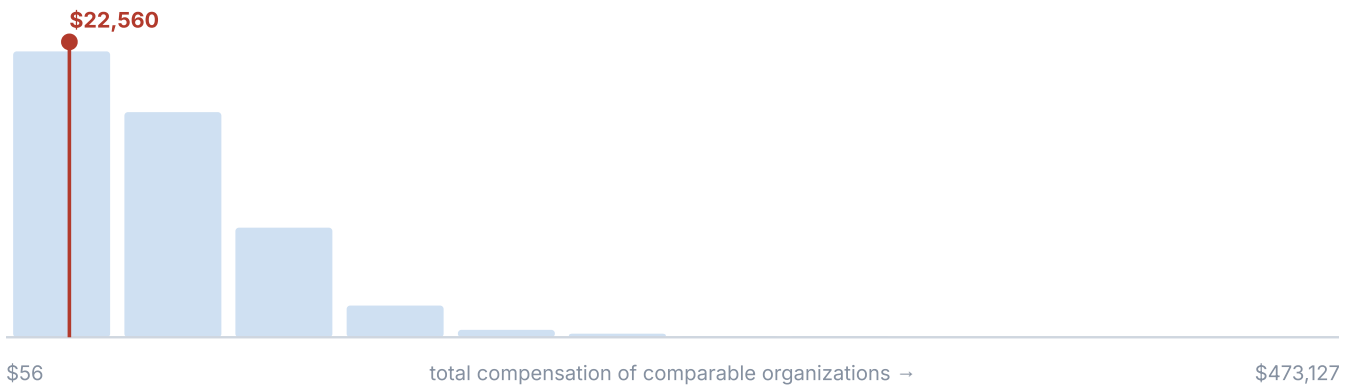 $22,560
$56 total compensation of comparable organizations → $473,127